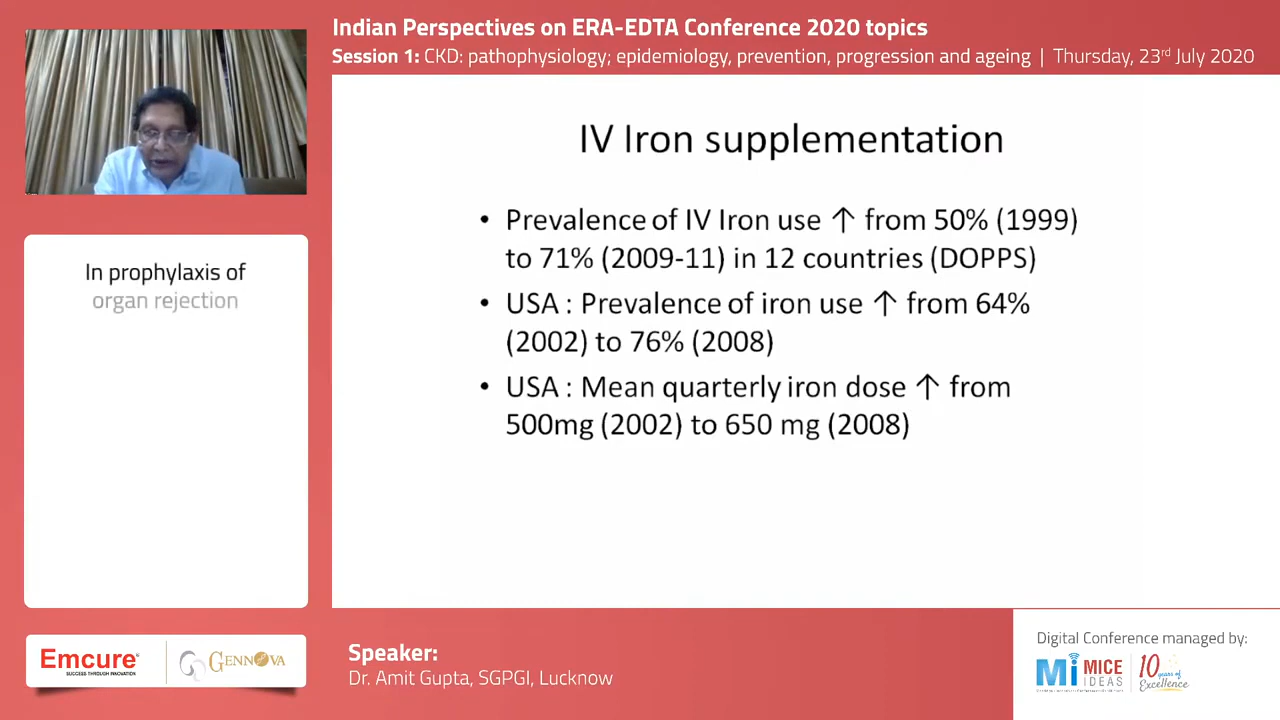 Indian Perspectives on ERA-EDTA Conference 2020 topics
Session 1: CKD: pathophysiology; epidemiology, prevention, progression and ageing | Thursday, 23rd July 2020
In prophylaxis of
organ rejection
IV Iron supplementation
• Prevalence of IV Iron use ↑ from 50% (1999)
to 71% (2009-11) in 12 countries (DOPPS)
• USA : Prevalence of iron use ↑ from 64%
(2002) to 76% (2008)
• USA : Mean quarterly iron dose ↑ from
500mg (2002) to 650 mg (2008)
Emcure®
SUCCESS THROUGH INNOVATION
GENNOVA
Speaker:
Dr. Amit Gupta, SGPGI, Lucknow
Digital Conference managed by:
Mi MICE
IDEAS
10 years of
Excellence